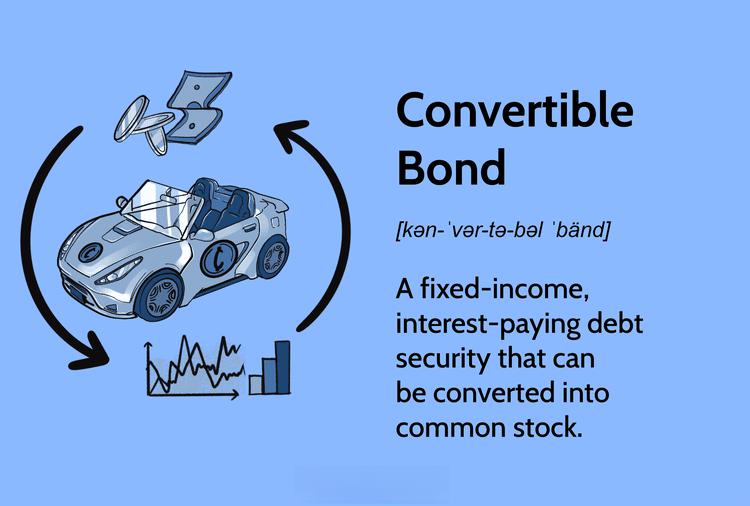 Convertible
Bond
[kən-ˈvər-tə-bəl ˈbänd]
A fixed-income,
interest-paying debt
security that can
be converted into
common stock.